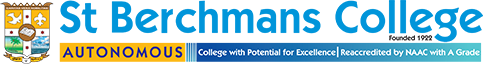 St Berchmans College
Founded 1922
AUTONOMOUS College with Potential for Excellence | Reaccredited by NAAC with A Grade